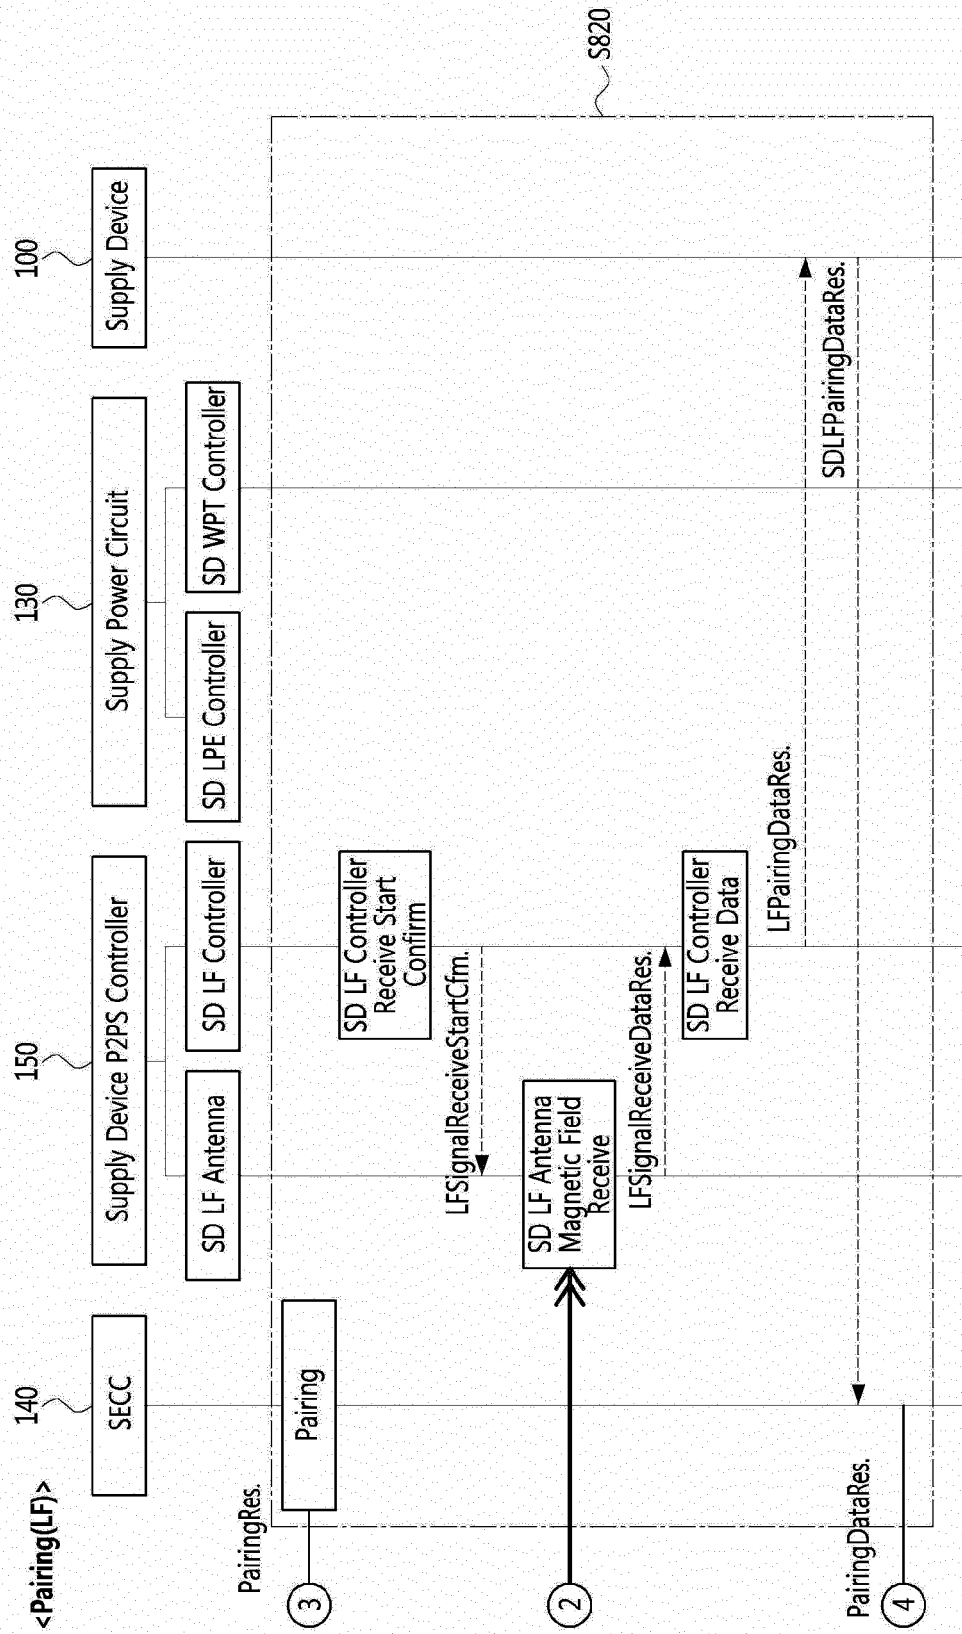 <Pairing(LF)>
140
150
130
100
SECC
Supply Device P2PS Controller
Supply Power Circuit
Supply Device
SD LF Antenna
SD LF Controller
SD LPE Controller
SD WPT Controller
S820
PairingRes.
3
Pairing
SD LF Controller
Receive Start
Confirm
LFSignalReceiveStartCfm.
2
SD LF Antenna
Magnetic Field
Receive
LFSignalReceiveDataRes.
SD LF Controller
Receive Data
LFPairingDataRes.
SDLFPairingDataRes.
PairingDataRes.
4